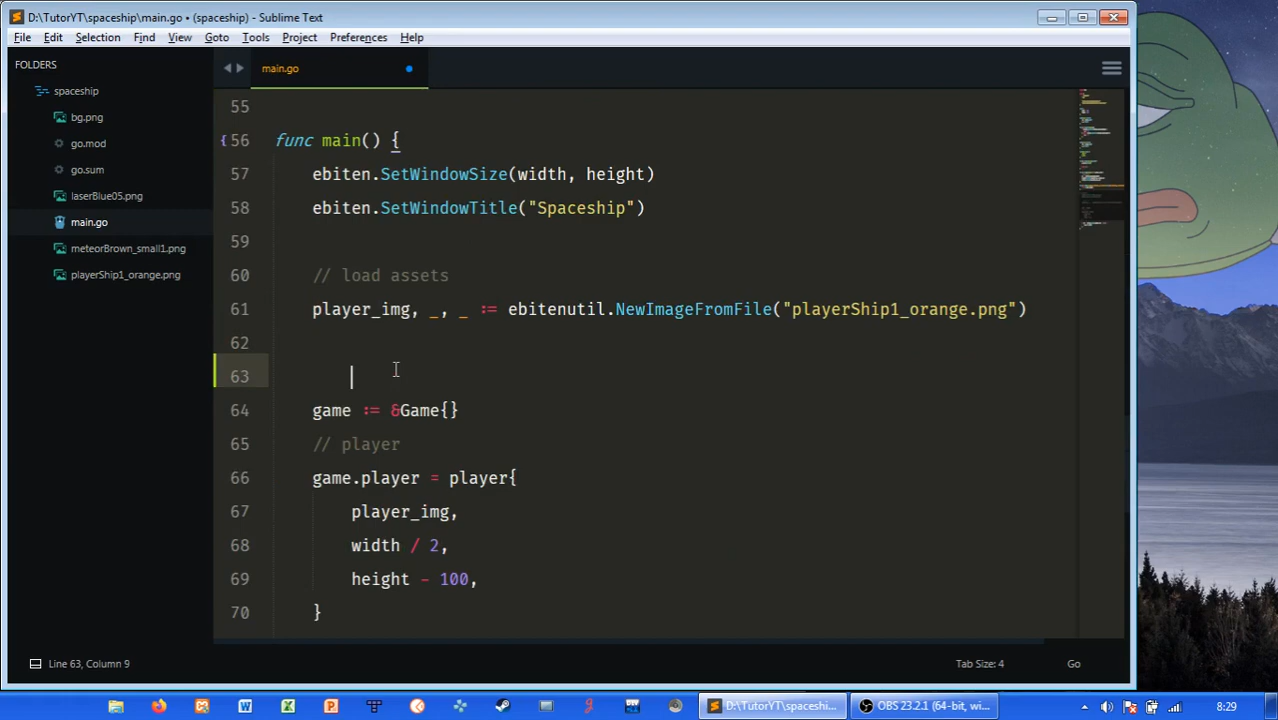 D:\TutorYT\spaceship\main.go • (spaceship) - Sublime Text
File Edit Selection Find View Goto Tools Project Preferences Help
FOLDERS
spaceship
bg.png
go.mod
go.sum
laserBlue05.png
main.go
meteorBrown_small1.png
playerShip1_orange.png
main.go
55
56 func main() {
57 ebiten.SetWindowSize(width, height)
58 ebiten.SetWindowTitle("Spaceship")
59
60 // load assets
61 player_img, _, _ := ebitenutil.NewImageFromFile("playerShip1_orange.png")
62
63
64 game := &Game{}
65 // player
66 game.player = player{
67 player_img,
68 width / 2,
69 height - 100,
70 }
Line 63, Column 9
Tab Size: 4
Go
D:\TutorYT\spaceshi...
OBS 23.2.1 (64-bit, wi...
8:29